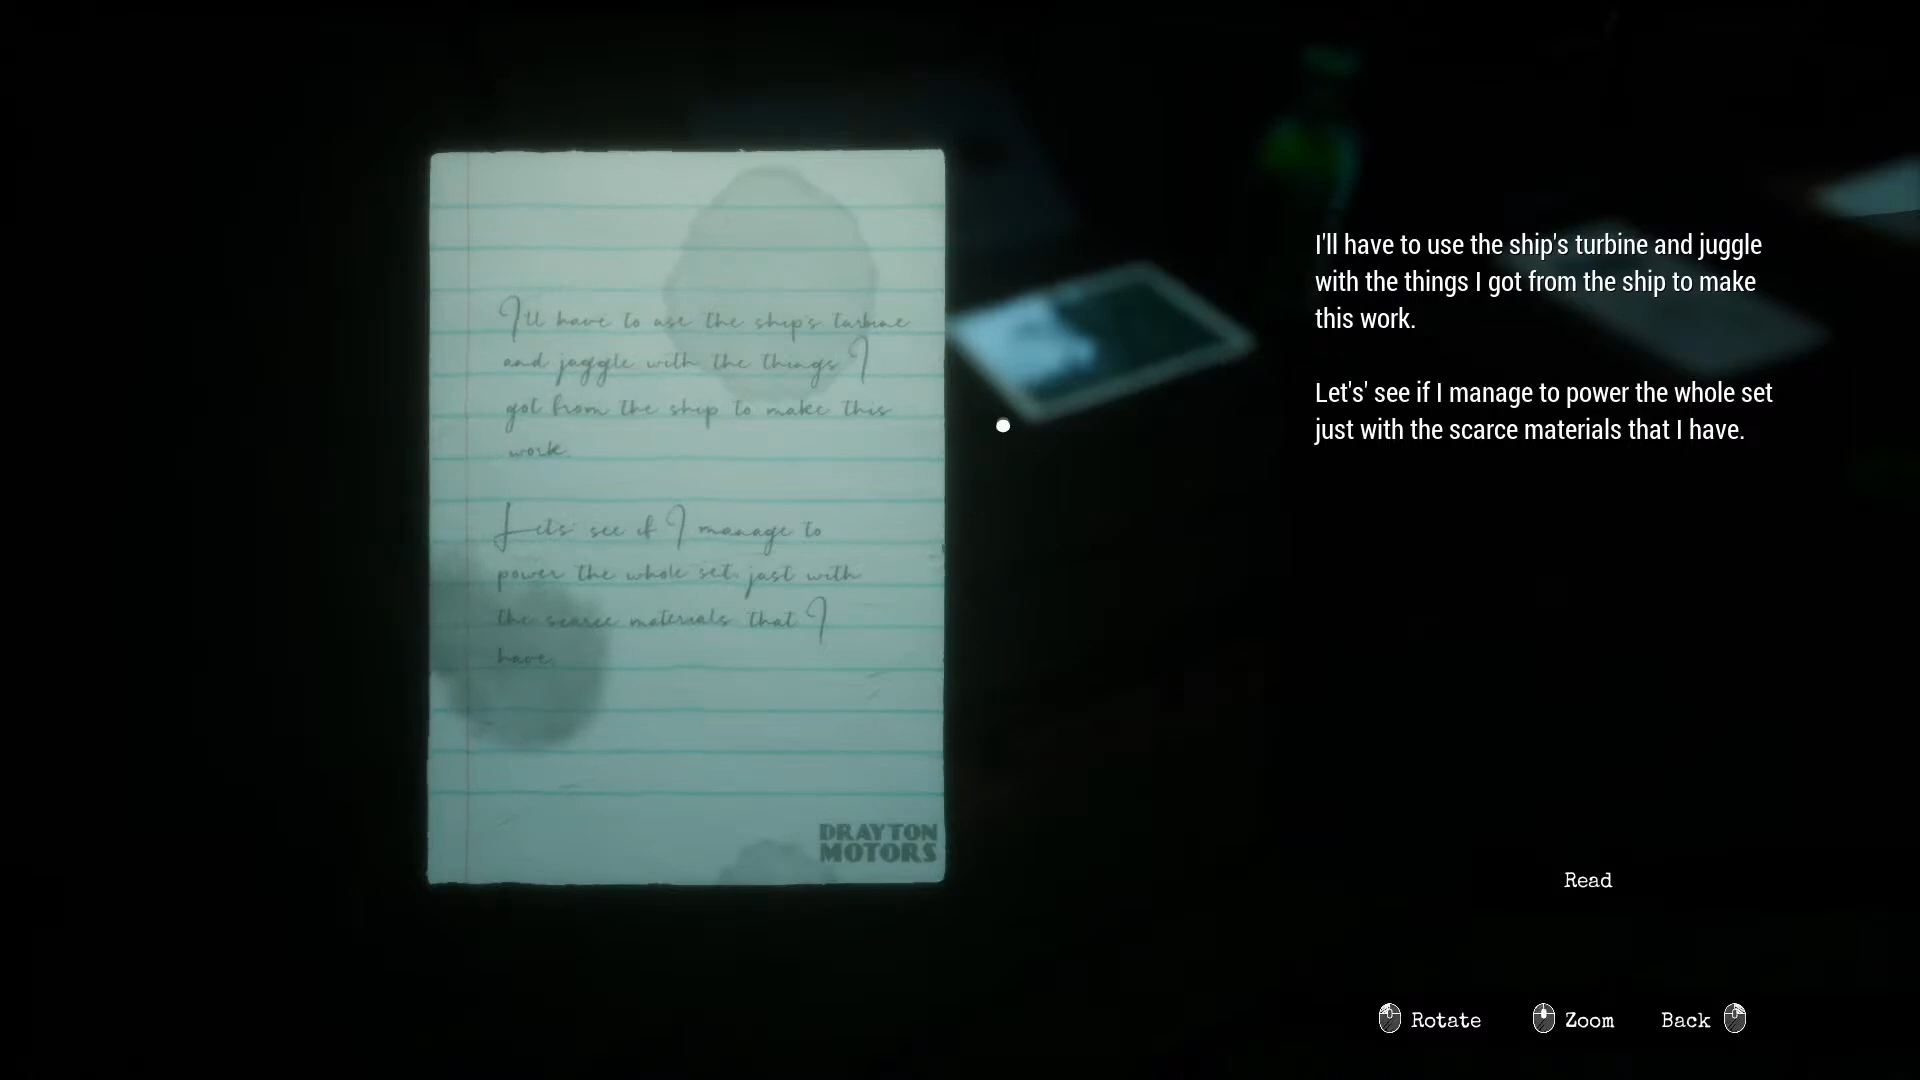 I'll have to use the ship's turbine
and juggle with the things I
got from the ship to make this
work.
Lets' see if I manage to
power the whole set just with
the scarce materials that I
have.
DRAYTON
MOTORS
I'll have to use the ship's turbine and juggle
with the things I got from the ship to make
this work.
Let's' see if I manage to power the whole set
just with the scarce materials that I have.
Read
Rotate
Zoom
Back